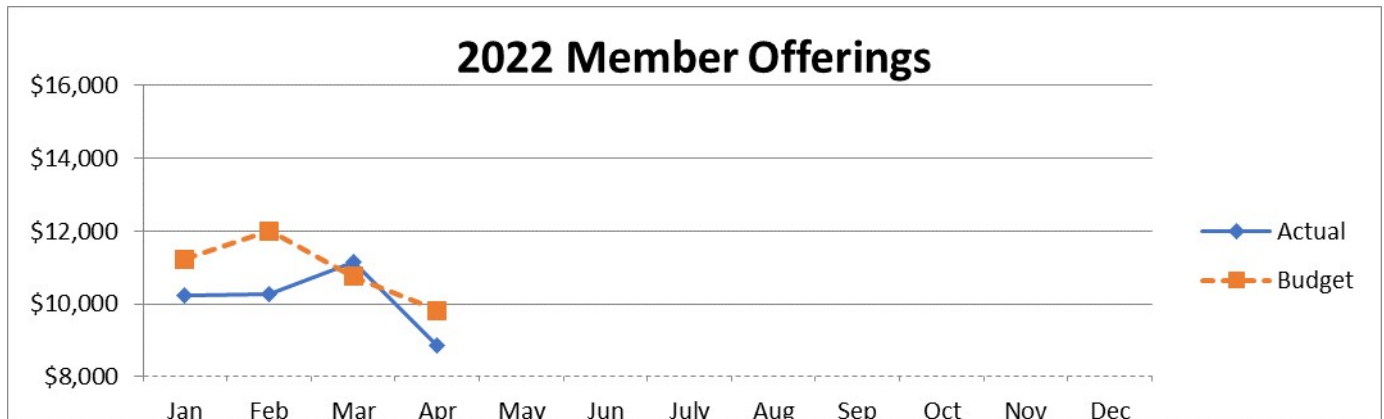 2022 Member Offerings
$16,000
$14,000
$12,000
$10,000
$8,000
Jan Feb Mar Apr May Jun July Aug Sep Oct Nov Dec
Actual
Budget